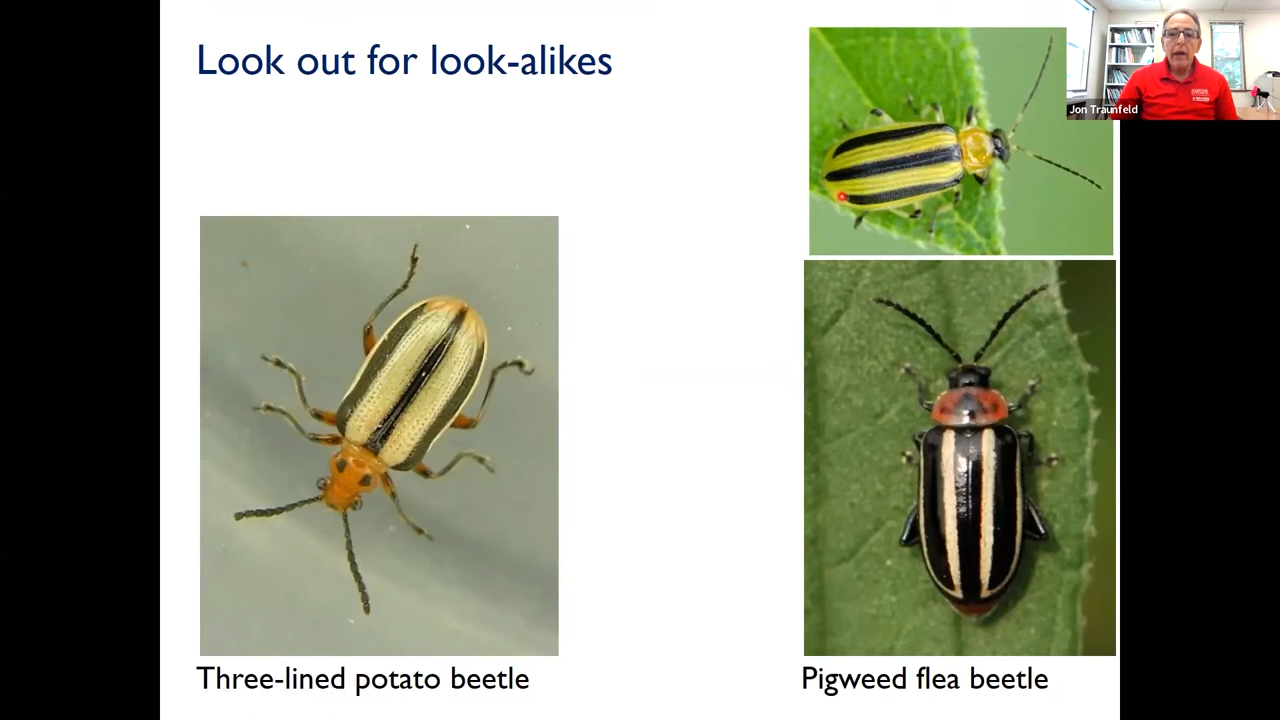 Look out for look-alikes
Jon Traunfeld
Three-lined potato beetle
Pigweed flea beetle